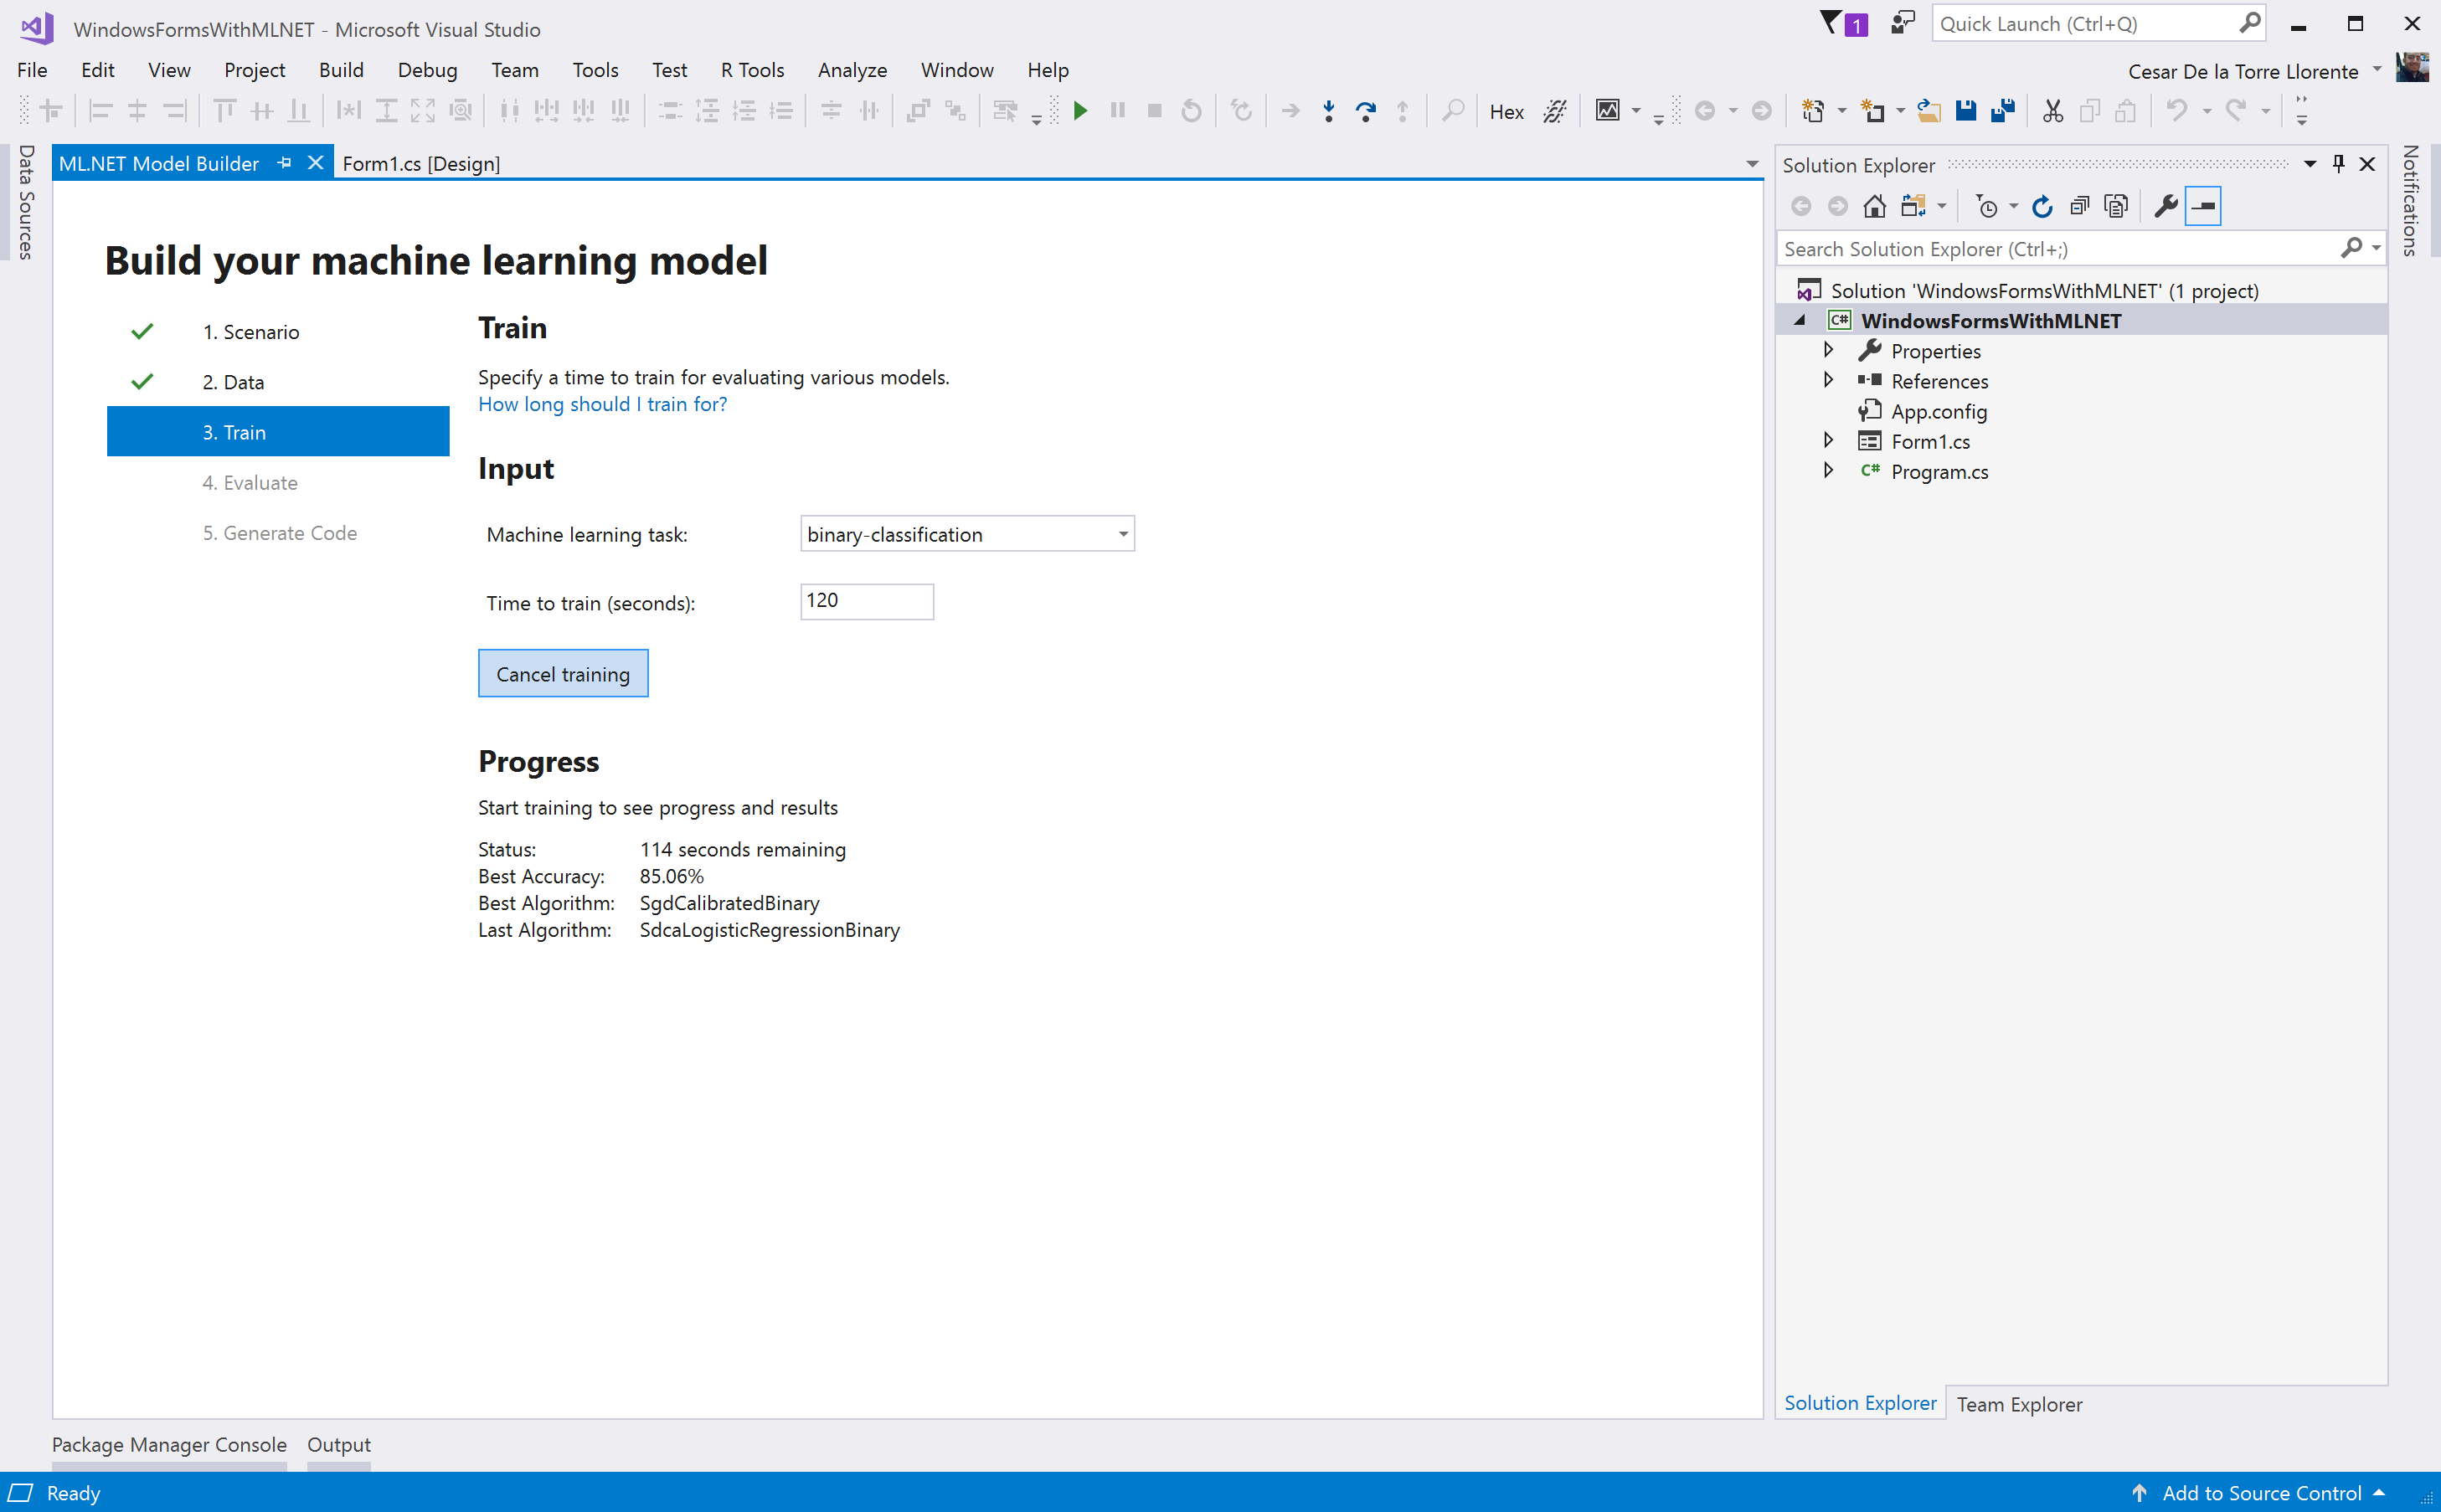 WindowsFormsWithMLNET - Microsoft Visual Studio
1
Quick Launch (Ctrl+Q)
File Edit View Project Build Debug Team Tools Test R Tools Analyze Window Help
Cesar De la Torre Llorente
Hex
Data Sources
ML.NET Model Builder
Form1.cs [Design]
Build your machine learning model
1. Scenario
2. Data
3. Train
4. Evaluate
5. Generate Code
Train
Specify a time to train for evaluating various models.
How long should I train for?
Input
Machine learning task: binary-classification
Time to train (seconds): 120
Cancel training
Progress
Start training to see progress and results
Status: 114 seconds remaining
Best Accuracy: 85.06%
Best Algorithm: SgdCalibratedBinary
Last Algorithm: SdcaLogisticRegressionBinary
Solution Explorer
Search Solution Explorer (Ctrl+;)
Solution 'WindowsFormsWithMLNET' (1 project)
C# WindowsFormsWithMLNET
Properties
References
App.config
Form1.cs
C# Program.cs
Solution Explorer Team Explorer
Notifications
Package Manager Console Output
Ready
Add to Source Control